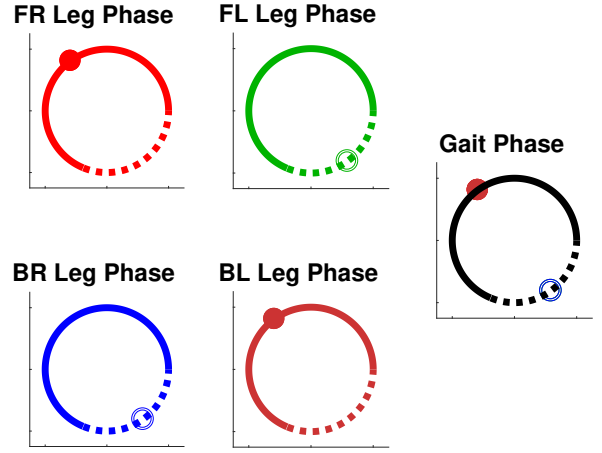 FR Leg Phase
FL Leg Phase
Gait Phase
BR Leg Phase
BL Leg Phase